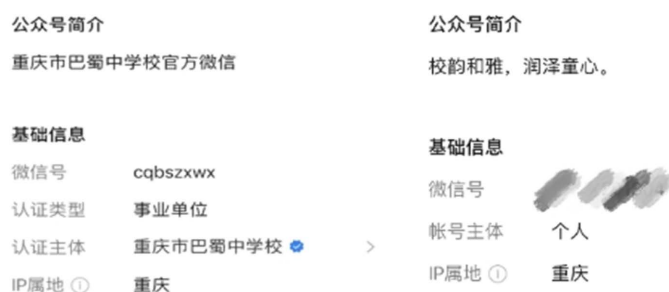 公众号简介
重庆市巴蜀中学校官方微信
基础信息
微信号 cqbszxwx
认证类型 事业单位
认证主体 重庆市巴蜀中学校
IP属地 重庆
公众号简介
校韵和雅，润泽童心。
基础信息
微信号
帐号主体 个人
IP属地 重庆